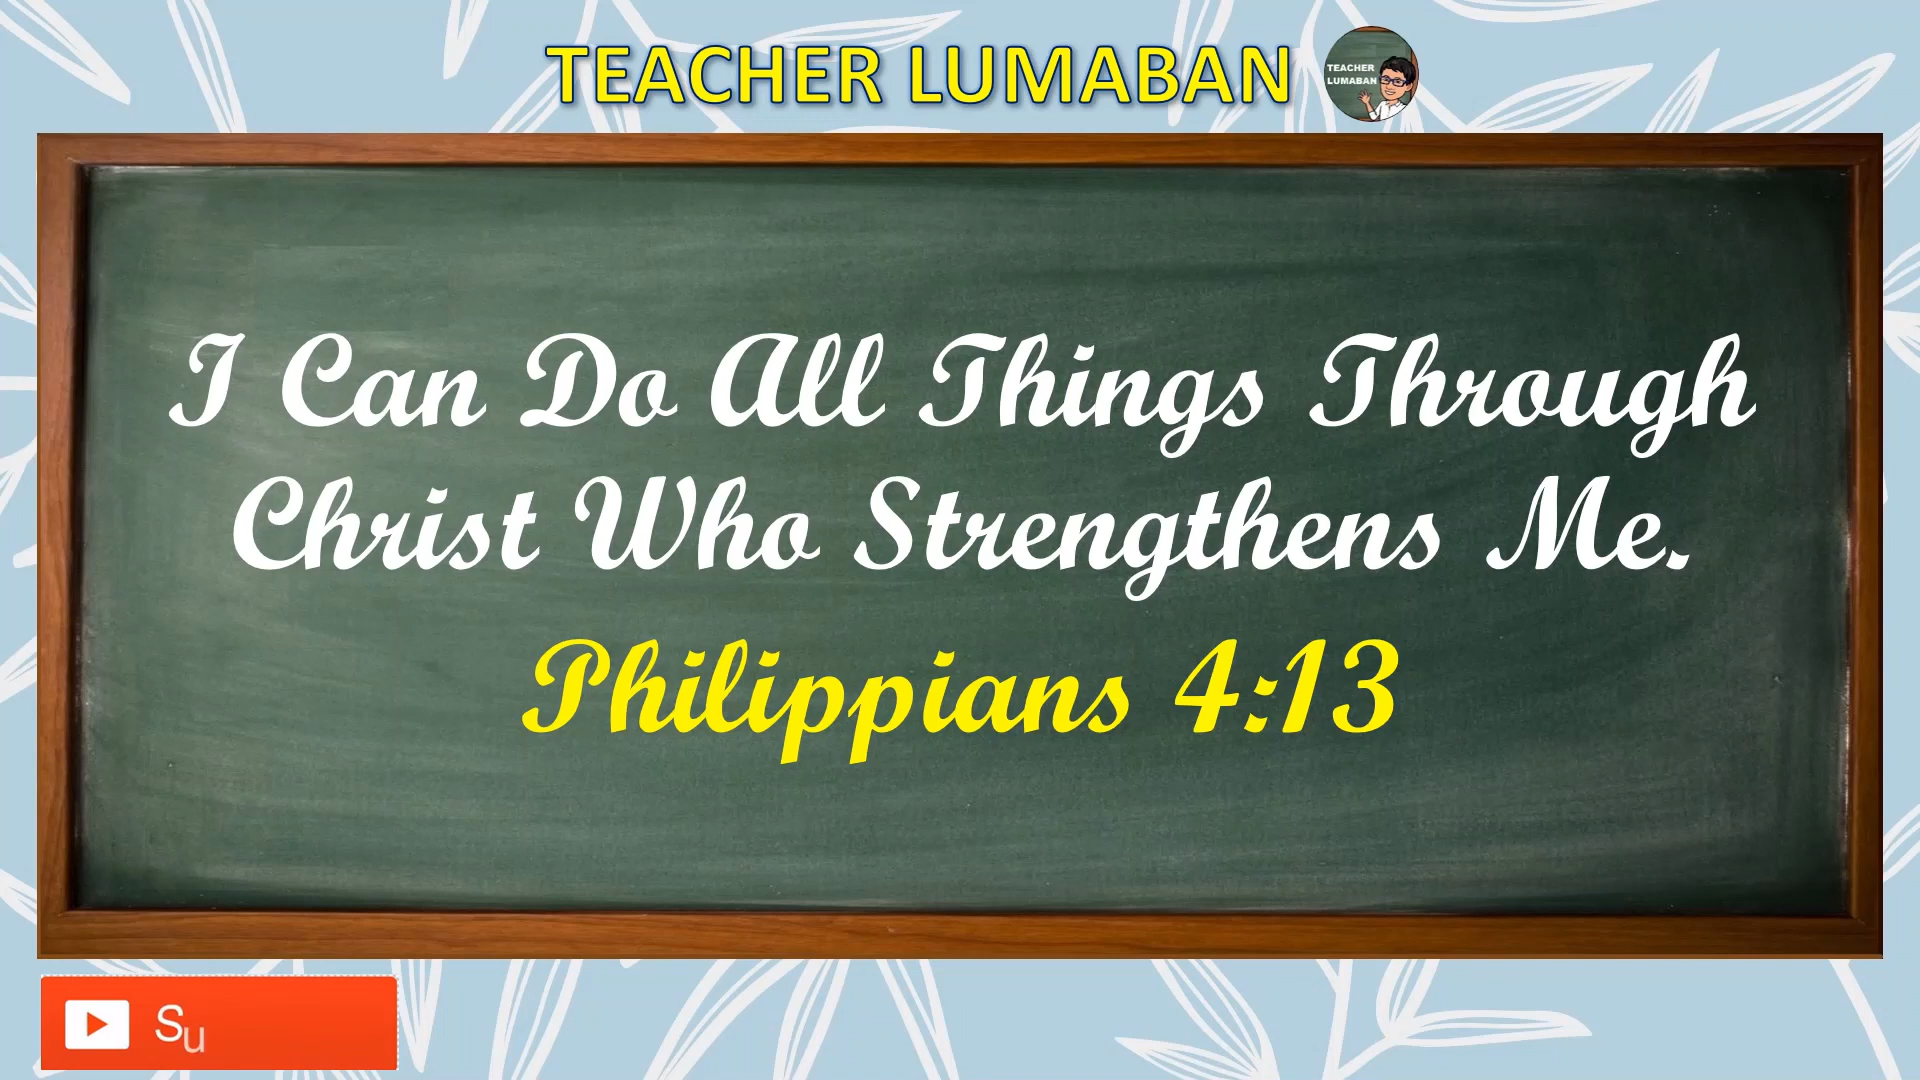 TEACHER LUMABAN
TEACHER
LUMABAN
I Can Do All Things Through
Christ Who Strengthens Me.
Philippians 4:13
Su